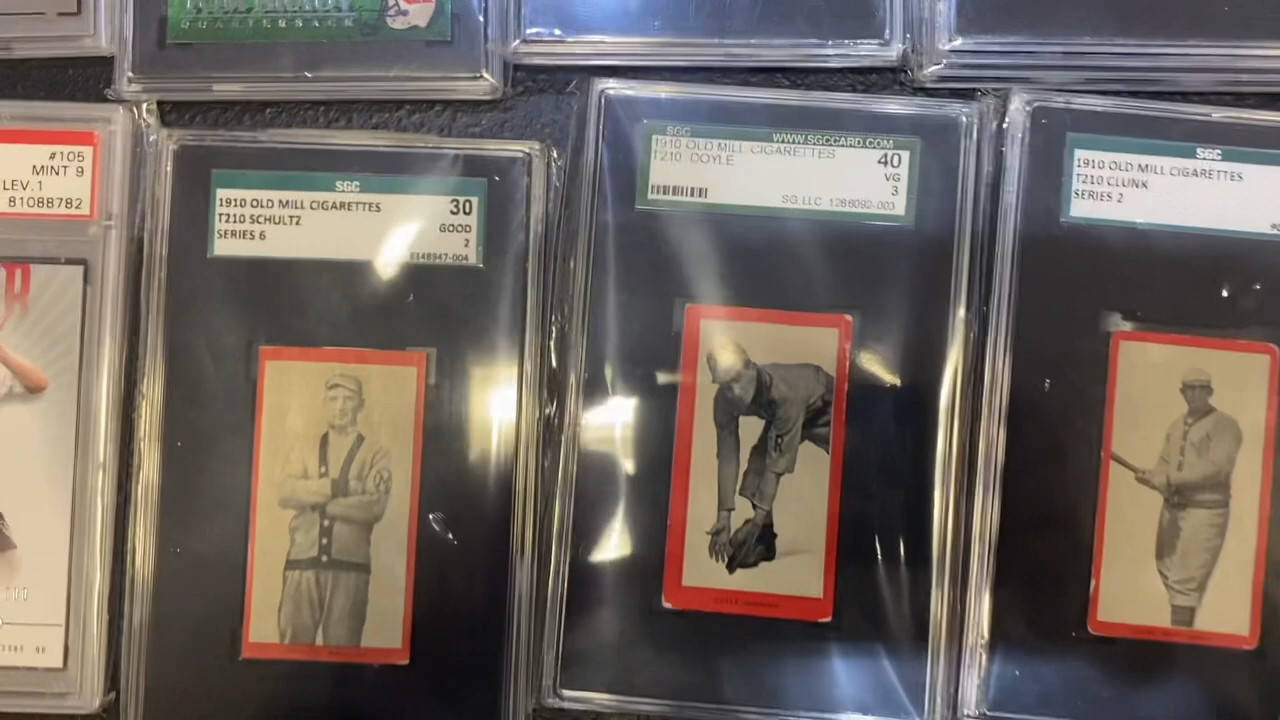 QUARTERBACK
#105
MINT 9
LEV.1
81088782
SGC
1910 OLD MILL CIGARETTES
T210 SCHULTZ
SERIES 6
30
GOOD
2
SGC
WWW.SGCCARD.COM
1910 OLD MILL CIGARETTES
T210 DOYLE
40
VG
3
SG, LLC 1286092-003
SGC
1910 OLD MILL CIGARETTES
T210 CLUNK
SERIES 2
R